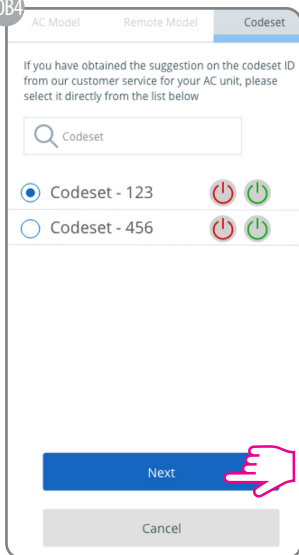 0B4
AC Model Remote Model Codeset
If you have obtained the suggestion on the codeset ID
from our customer service for your AC unit, please
select it directly from the list below
Codeset
Codeset - 123
Codeset - 456
Next
Cancel